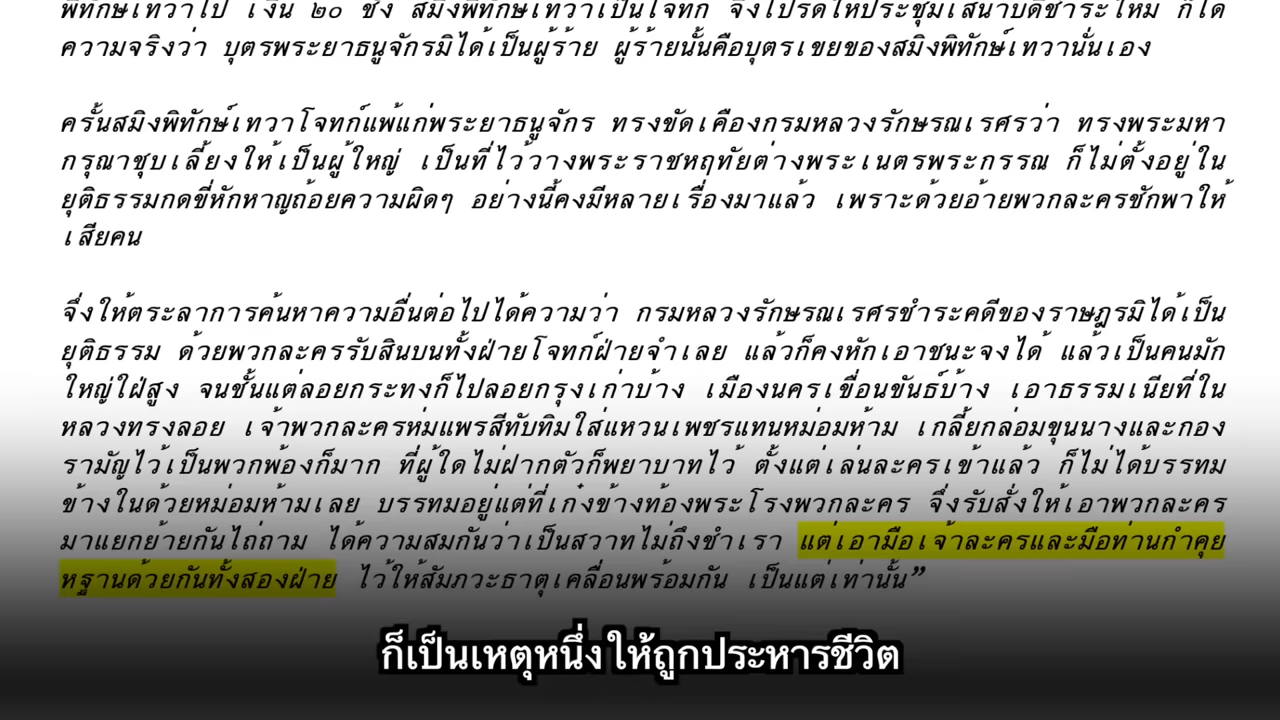 พิทักษ์เทวาไป เงิน ๒๐ ชั่ง สมิงพิทักษ์เทวาเป็นโจทก์ จึงโปรดให้ประชุมเสนาบดีชำระใหม่ ก็ได้
ความจริงว่า บุตรพระยาธนูจักรมิได้เป็นผู้ร้าย ผู้ร้ายนั้นคือบุตรเขยของสมิงพิทักษ์เทวานั่นเอง
ครั้นสมิงพิทักษ์เทวาโจทก์แพ้แก่พระยาธนูจักร ทรงขัดเคืองกรมหลวงรักษรณเรศรว่า ทรงพระมหา
กรุณาชุบเลี้ยงให้เป็นผู้ใหญ่ เป็นที่ไว้วางพระราชหฤทัยต่างพระเนตรพระกรรณ ก็ไม่ตั้งอยู่ใน
ยุติธรรมกดขี่หักหาญถ้อยความผิดๆ อย่างนี้คงมีหลายเรื่องมาแล้ว เพราะด้วยอ้ายพวกละครชักพาให้
เสียคน
จึ่งให้ตระลาการค้นหาความอื่นต่อไปได้ความว่า กรมหลวงรักษรณเรศรชำระคดีของราษฎรมิได้เป็น
ยุติธรรม ด้วยพวกละครรับสินบนทั้งฝ่ายโจทก์ฝ่ายจำเลย แล้วก็คงหักเอาชนะจงได้ แล้วเป็นคนมัก
ใหญ่ใฝ่สูง จนชั้นแต่ลอยกระทงก็ไปลอยกรุงเก่าบ้าง เมืองนครเขื่อนขันธ์บ้าง เอาธรรมเนียที่ใน
หลวงทรงลอย เจ้าพวกละครห่มแพรสีทับทิมใส่แหวนเพชรแทนหม่อมห้าม เกลี้ยกล่อมขุนนางและกอง
รามัญไว้เป็นพวกพ้องก็มาก ที่ผู้ใดไม่ฝากตัวก็พยาบาทไว้ ตั้งแต่เล่นละครเข้าแล้ว ก็ไม่ได้บรรทม
ข้างในด้วยหม่อมห้ามเลย บรรทมอยู่แต่ที่เก๋งข้างท้องพระโรงพวกละคร จึ่งรับสั่งให้เอาพวกละคร
มาแยกย้ายกันไถ่ถาม ได้ความสมกันว่าเป็นสวาทไม่ถึงชำเรา แต่เอามือเจ้าละครและมือท่านกำคุย
หฐานด้วยกันทั้งสองฝ่าย ไว้ให้สัมภวะธาตุเคลื่อนพร้อมกัน เป็นแต่เท่านั้น”
ก็เป็นเหตุหนึ่ง ให้ถูกประหารชีวิต